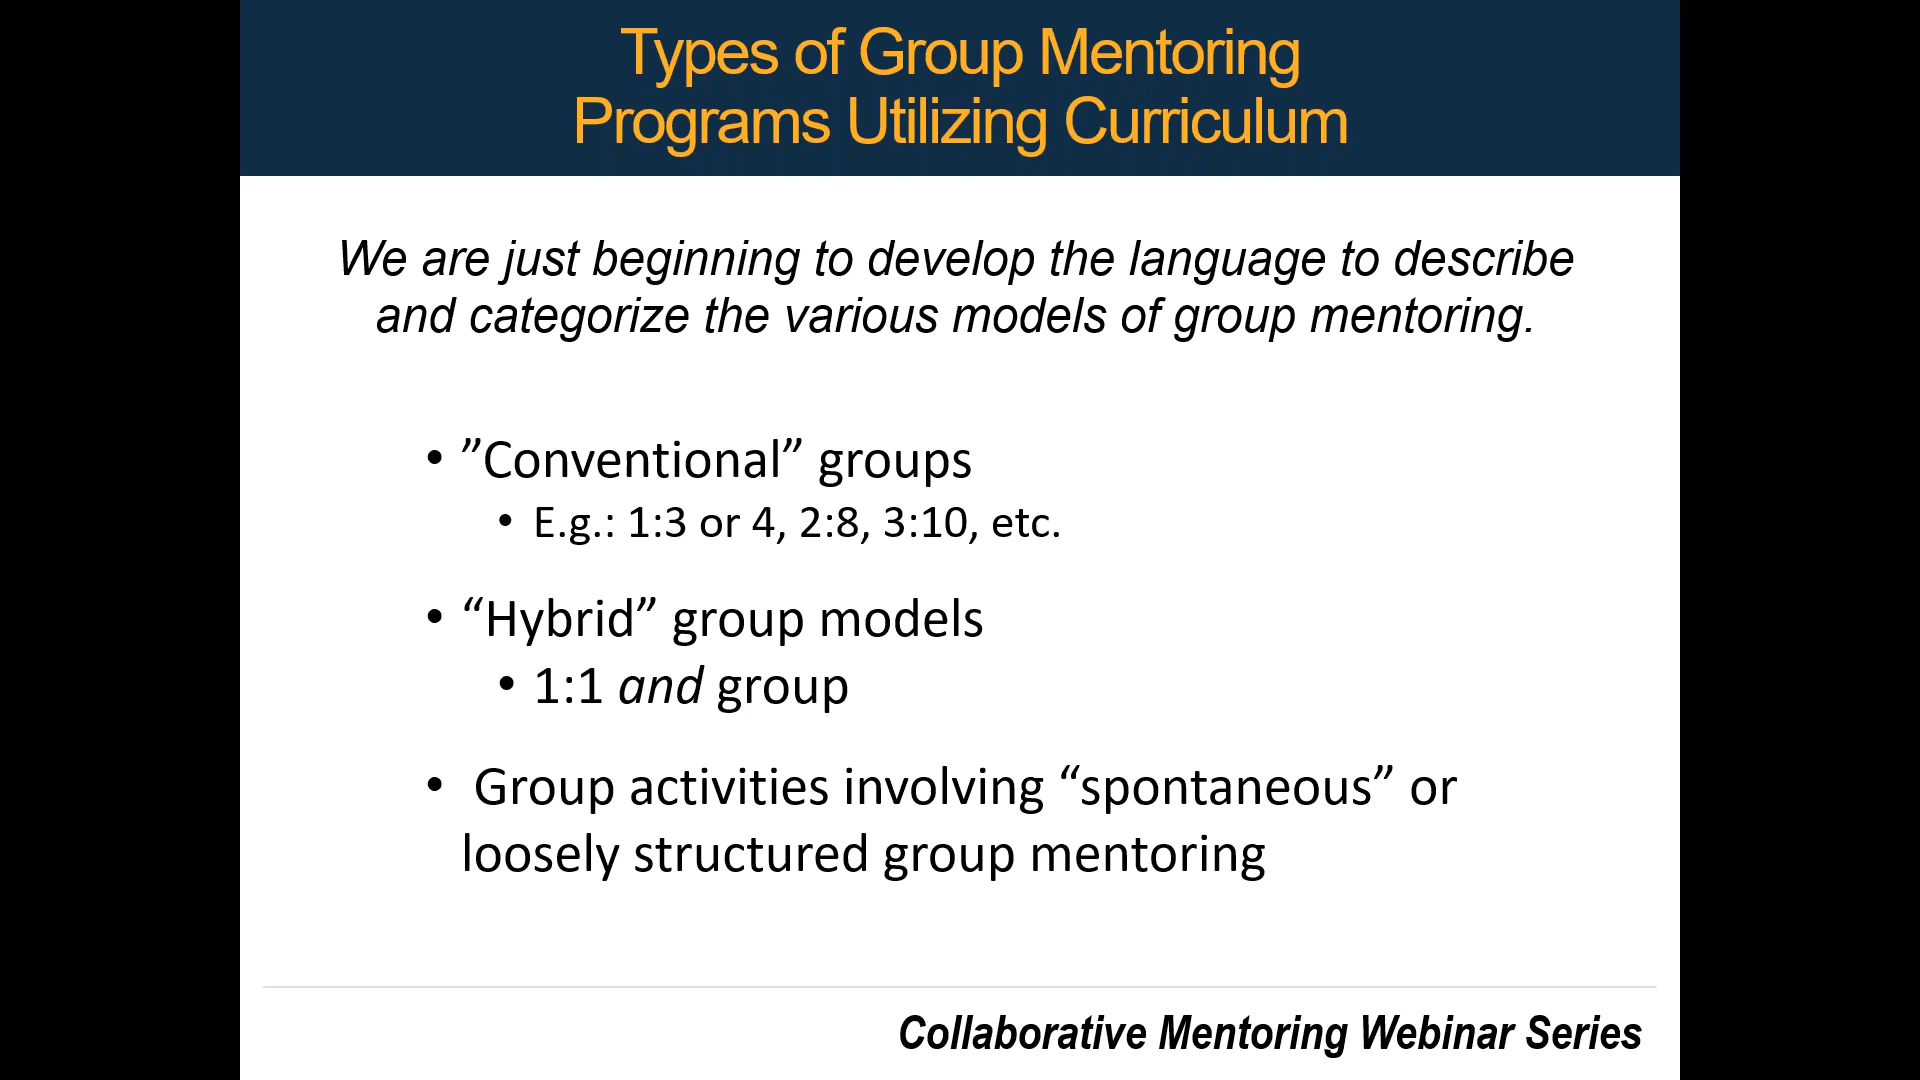 Types of Group Mentoring
Programs Utilizing Curriculum
We are just beginning to develop the language to describe
and categorize the various models of group mentoring.
• ”Conventional” groups
• E.g.: 1:3 or 4, 2:8, 3:10, etc.
• “Hybrid” group models
• 1:1 and group
• Group activities involving “spontaneous” or
loosely structured group mentoring
Collaborative Mentoring Webinar Series